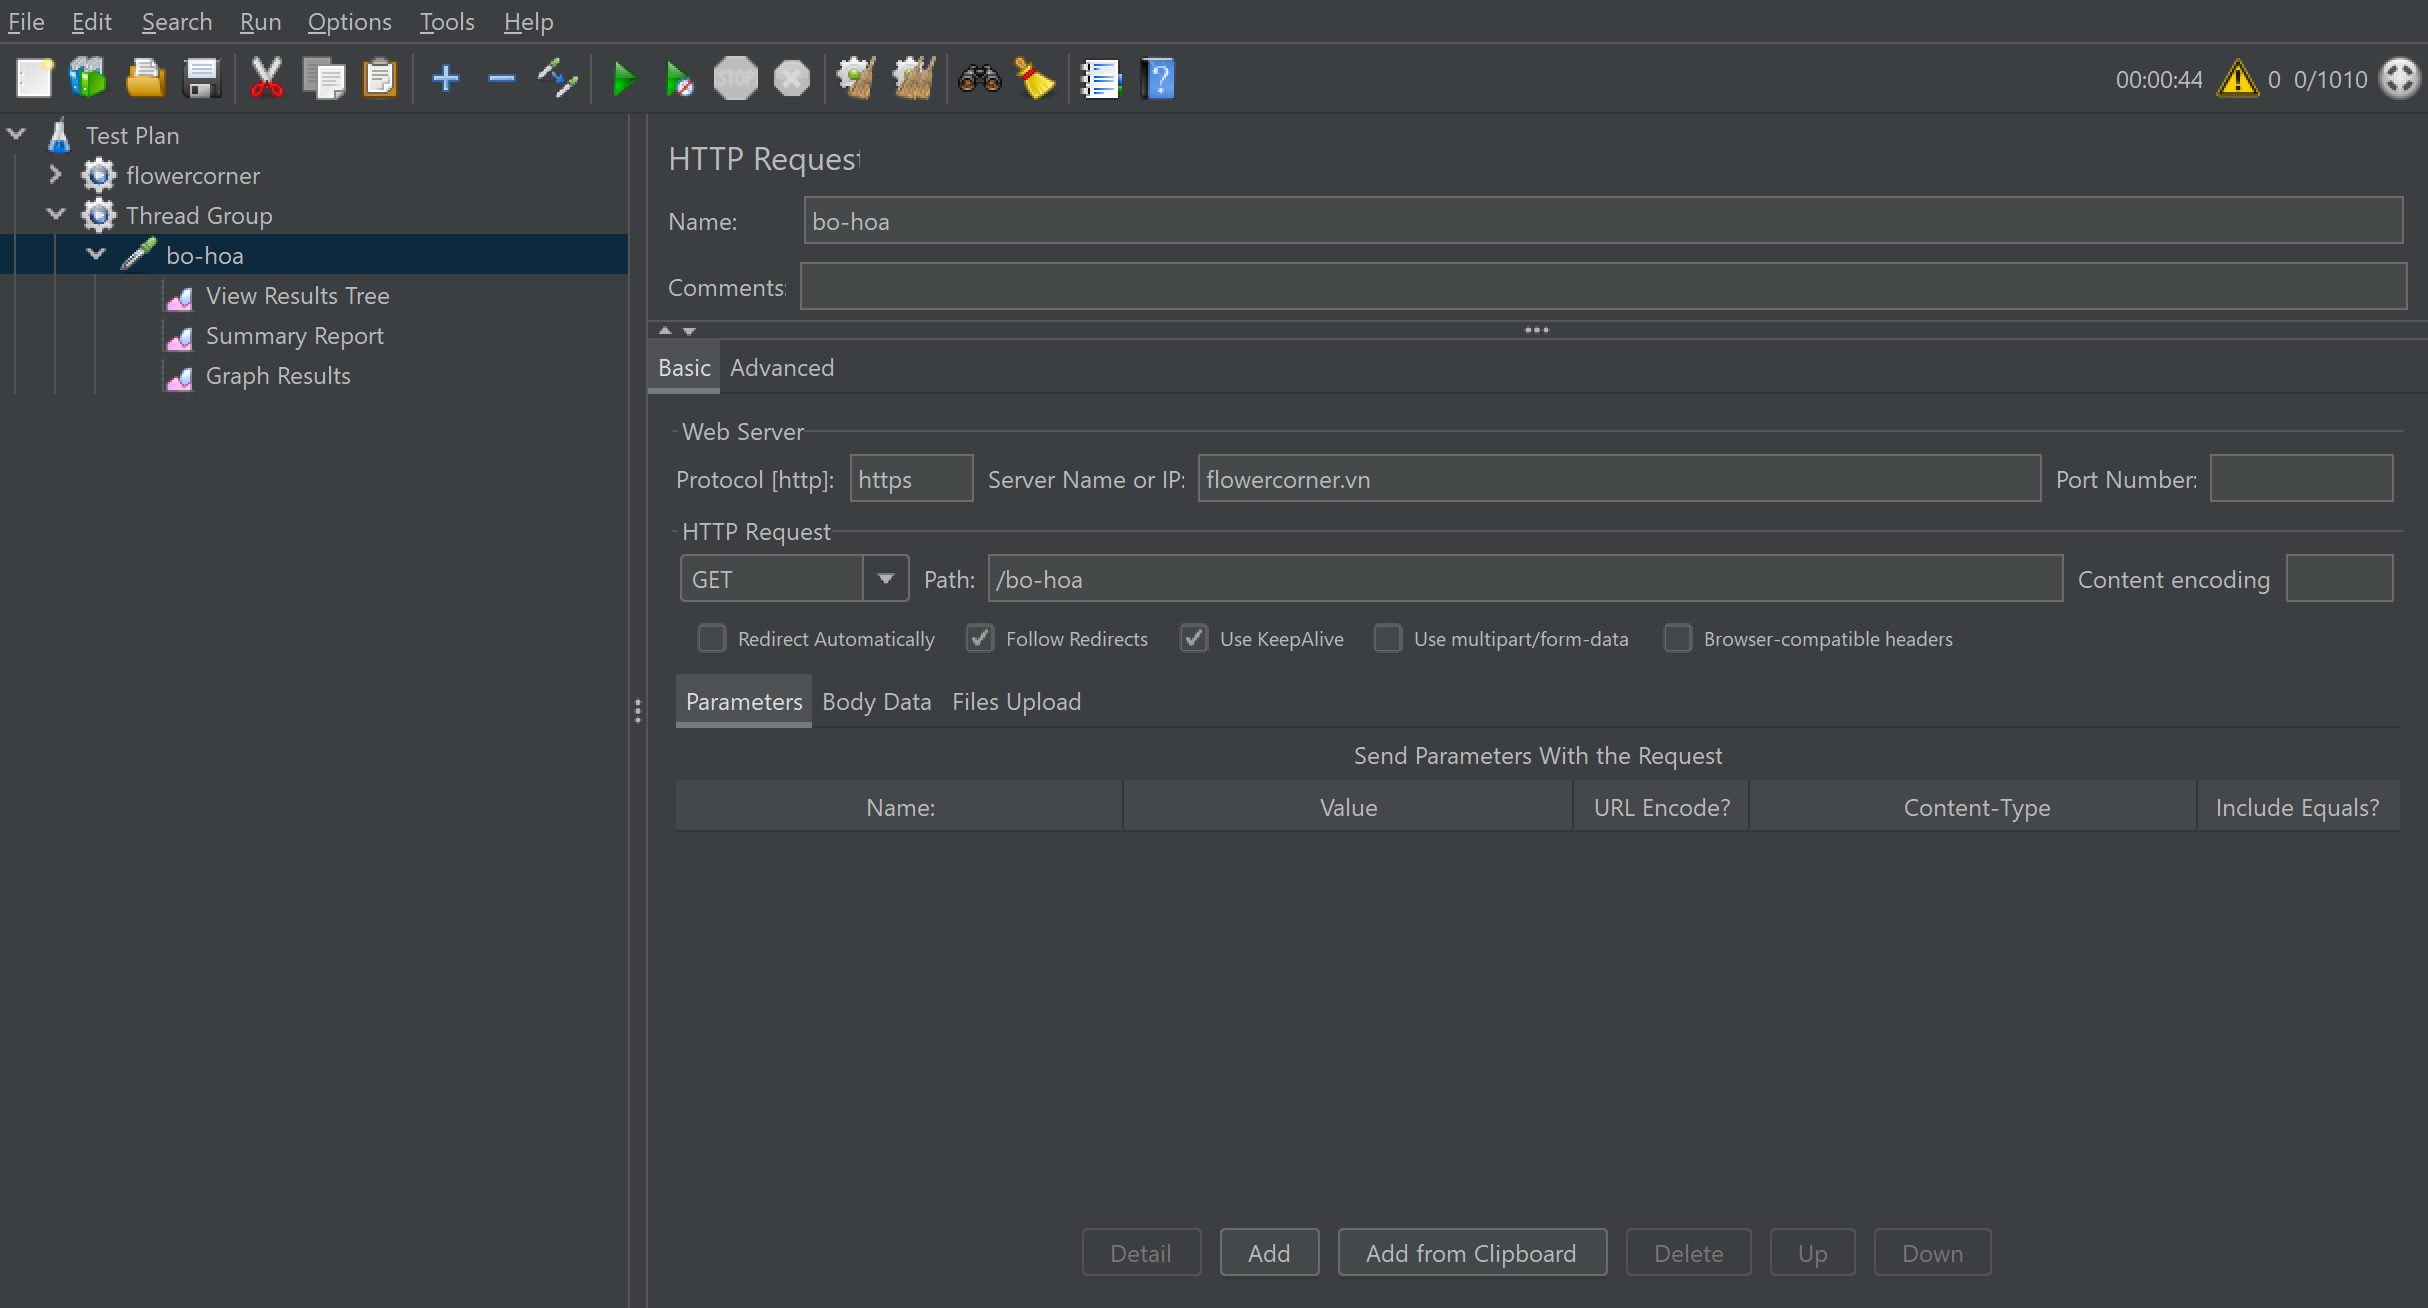 File Edit Search Run Options Tools Help
STOP
00:00:44 0 0/1010
Test Plan
flowercorner
Thread Group
bo-hoa
View Results Tree
Summary Report
Graph Results
HTTP Request
Name: bo-hoa
Comments:
Basic Advanced
Web Server
Protocol [http]: https Server Name or IP: flowercorner.vn Port Number:
HTTP Request
GET Path: /bo-hoa Content encoding
Redirect Automatically Follow Redirects Use KeepAlive Use multipart/form-data Browser-compatible headers
Parameters Body Data Files Upload
Send Parameters With the Request
Name: Value URL Encode? Content-Type Include Equals?
Detail Add Add from Clipboard Delete Up Down